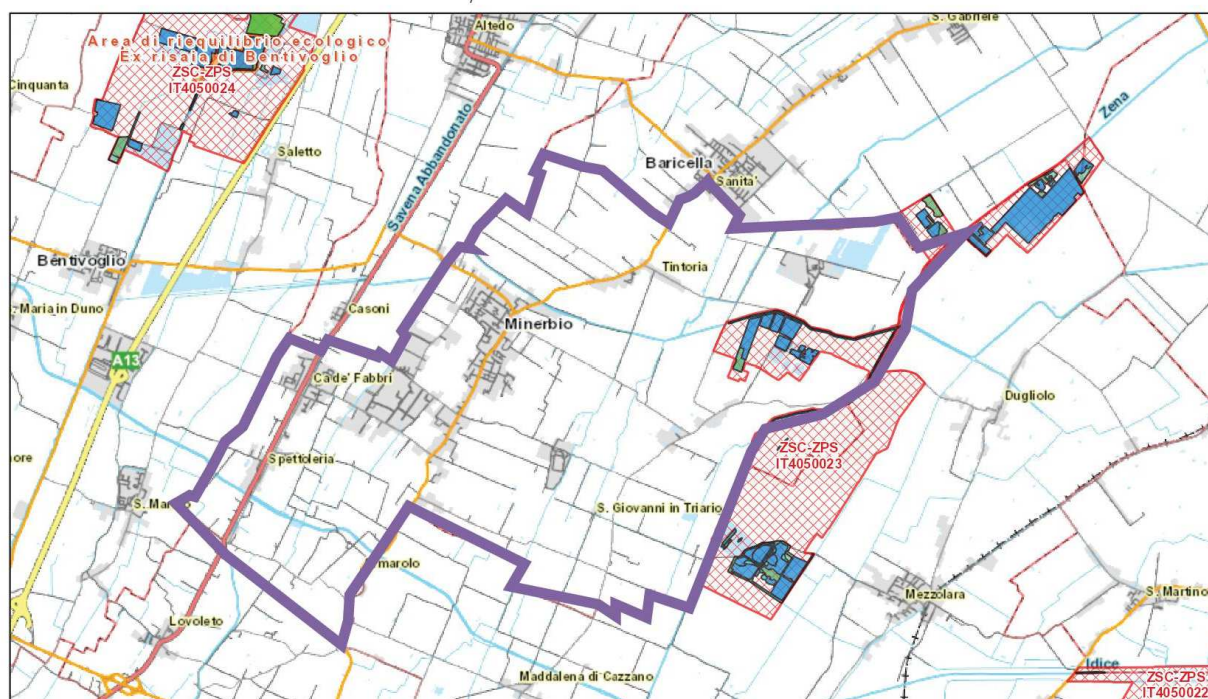 Altedo
S. Gabriele
Area di riequilibrio ecologico
Ex risaia di Bentivoglio
ZSC-ZPS
IT4050024
Cinquanta
Saletto
Savena Abbandonato
Baricella
Sanita'
Zena
Bentivoglio
Tintoria
Maria in Duno
Casoni
Minerbio
A13
Ca de' Fabbri
Dugliolo
ore
Spettoleria
ZSC-ZPS
IT4050023
S. Ma
S. Giovanni in Triario
marolo
Mezzolara
S. Martino
Lovoleto
Maddalena di Cazzano
Idice
ZSC-ZPS
IT4050022